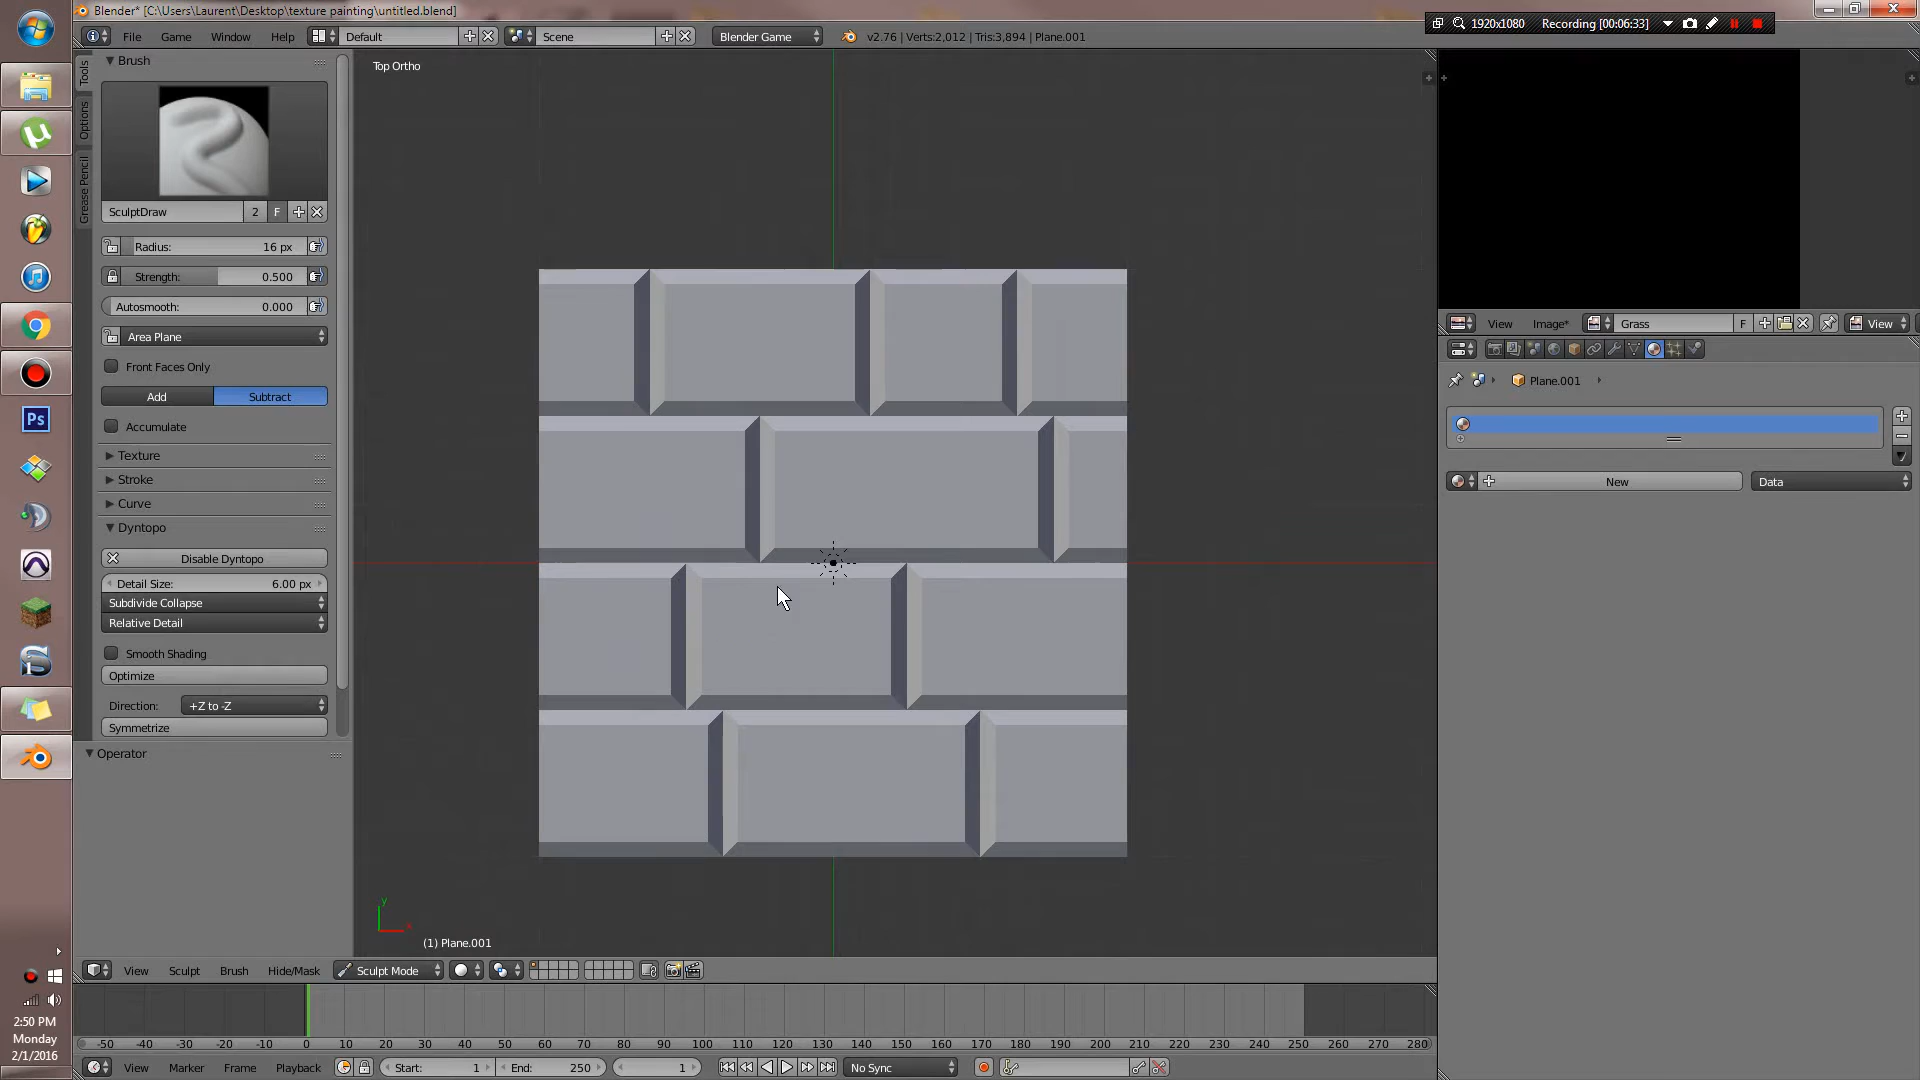 Blender* [C:\Users\Laurent\Desktop\texture painting\untitled.blend]
1920x1080 Recording [00:06:33]
File Game Window Help Default Scene Blender Game v2.76 | Verts:2,012 | Tris:3,894 | Plane.001
Brush
Top Ortho
Tools
Options
Grease Pencil
SculptDraw 2 F
Radius: 16 px
Strength: 0.500
Autosmooth: 0.000
Area Plane
Front Faces Only
Add Subtract
Accumulate
Texture
Stroke
Curve
Dyntopo
Disable Dyntopo
Detail Size: 6.00 px
Subdivide Collapse
Relative Detail
Smooth Shading
Optimize
Direction: +Z to -Z
Symmetrize
Operator
View Image* Grass F View
Plane.001
New Data
Ps
y
x
(1) Plane.001
View Sculpt Brush Hide/Mask Sculpt Mode
-50 -40 -30 -20 -10 0 10 20 30 40 50 60 70 80 90 100 110 120 130 140 150 160 170 180 190 200 210 220 230 240 250 260 270 280
View Marker Frame Playback Start: 1 End: 250 1 No Sync
2:50 PM
Monday
2/1/2016